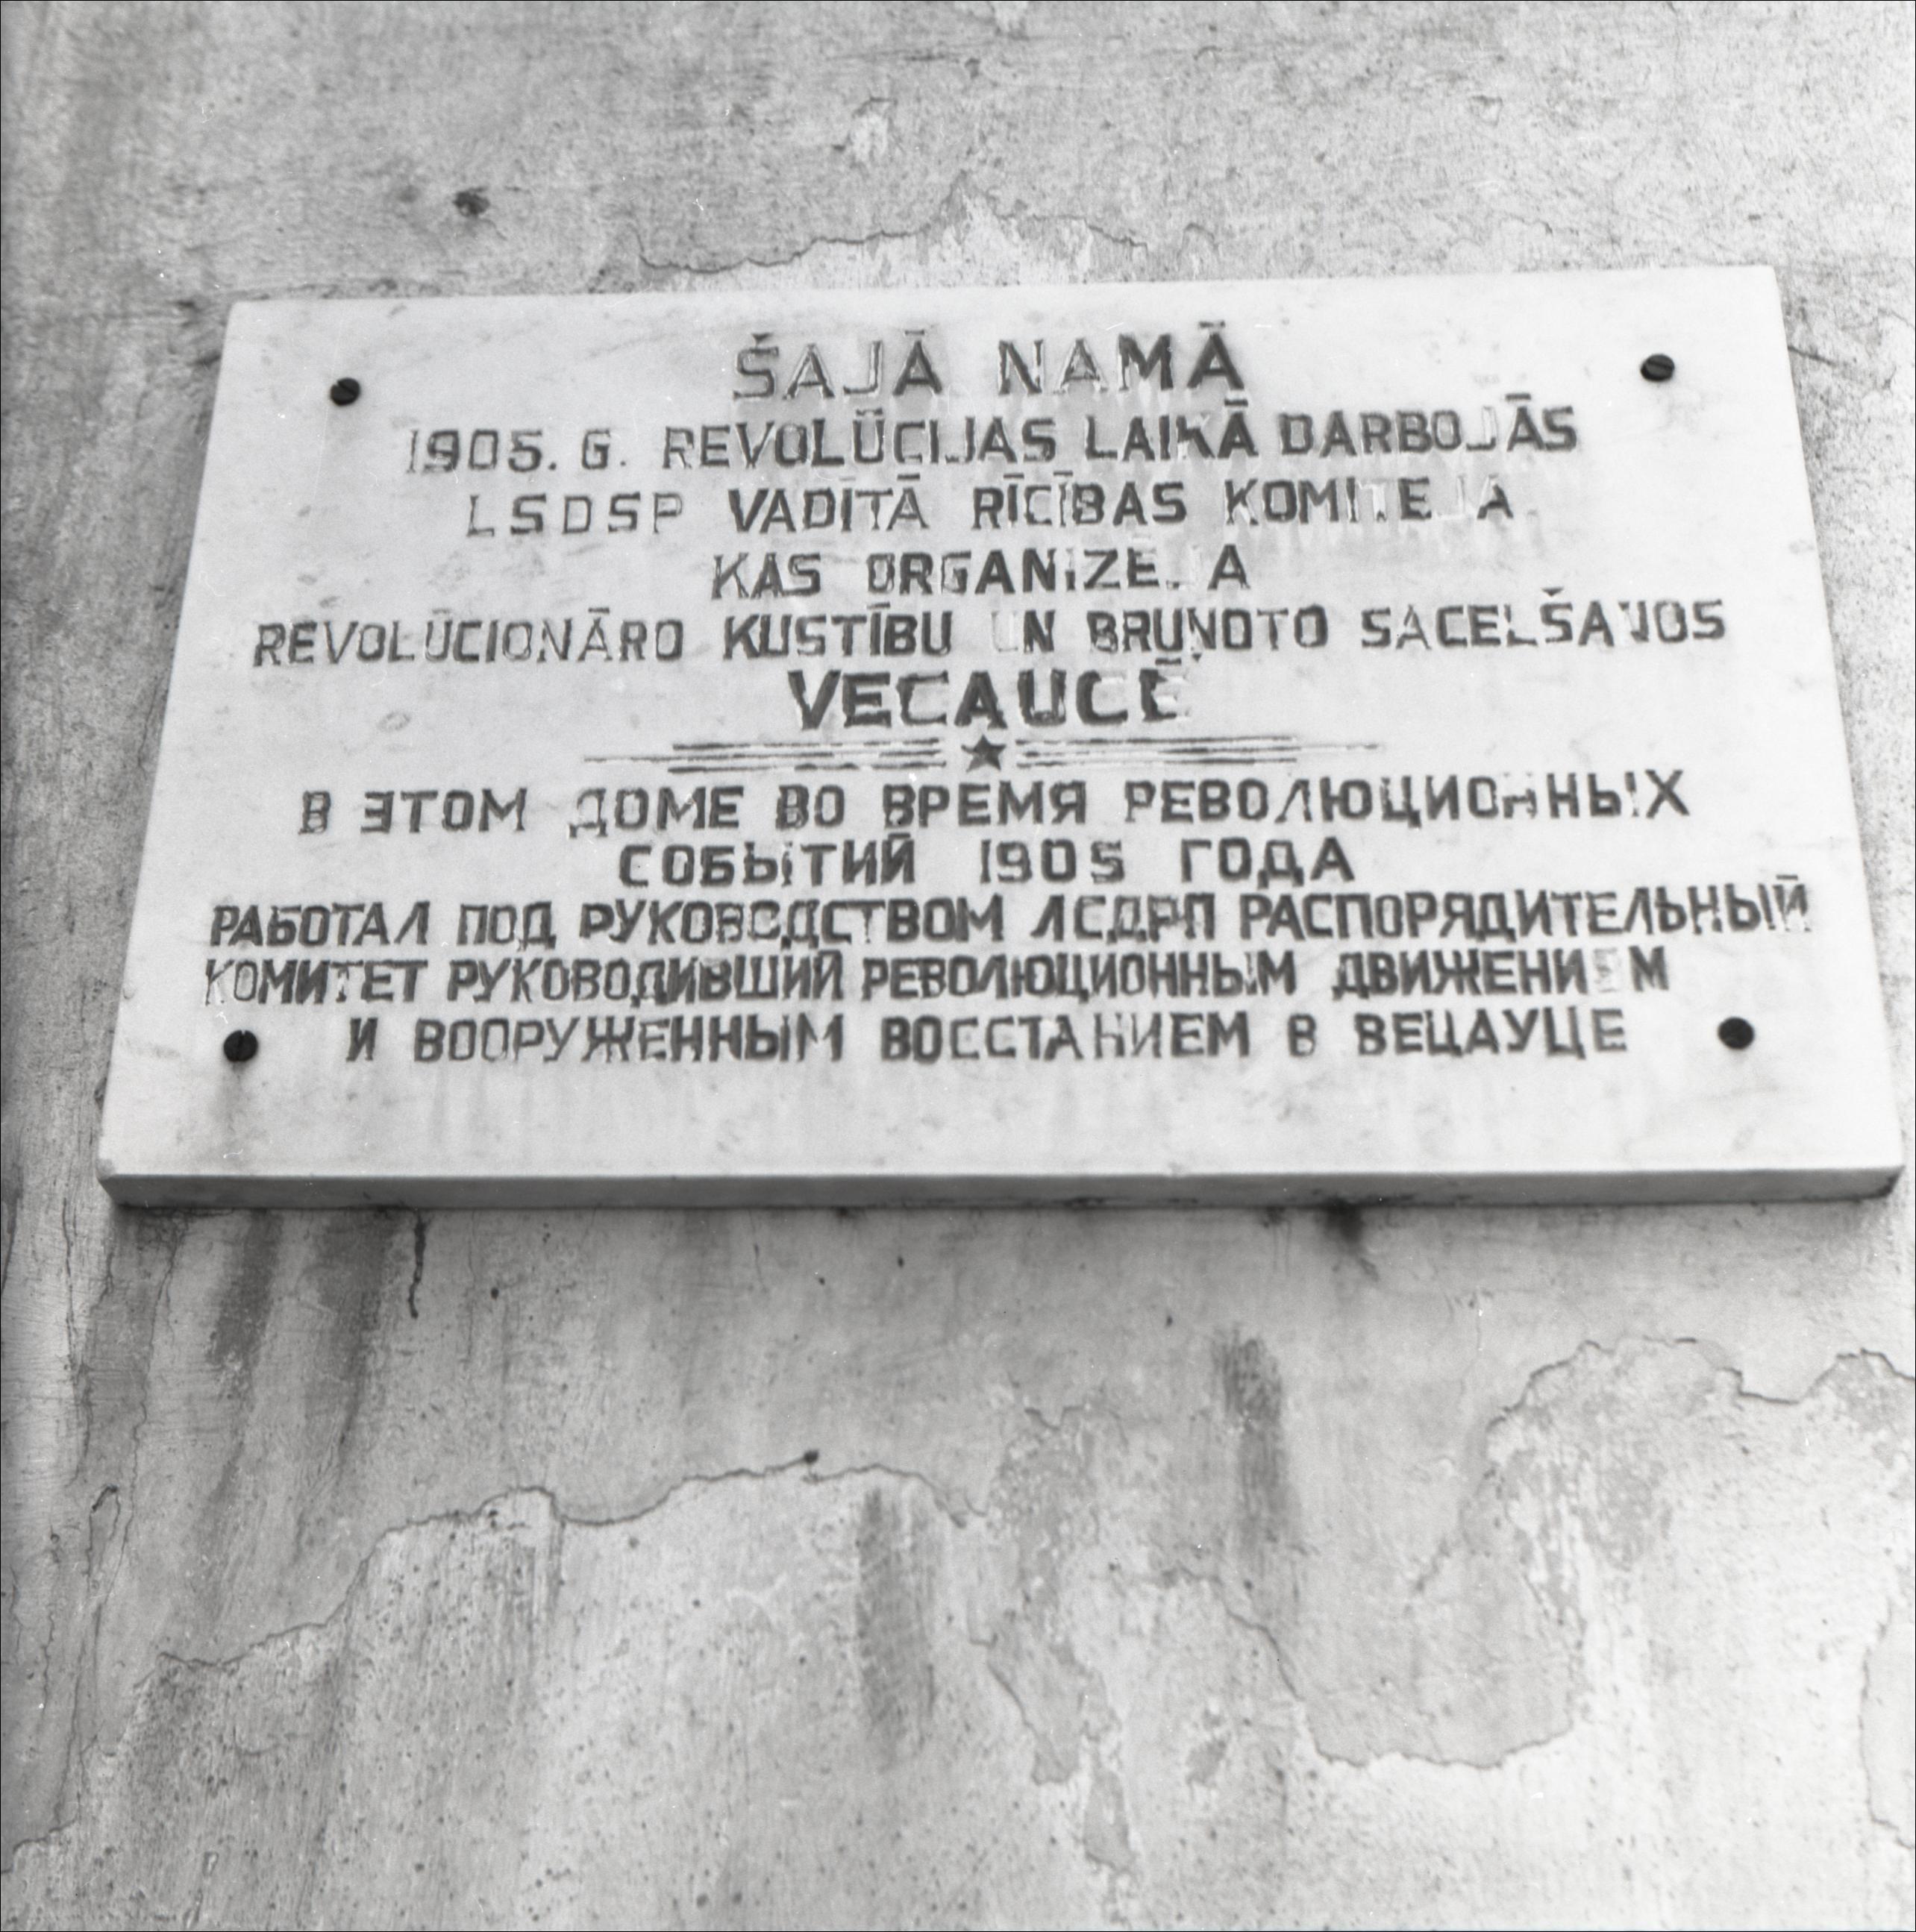 ŠAJĀ NAMĀ
1905. G. REVOLŪCIJAS LAIKĀ DARBOJĀS
LSDSP VADĪTĀ RĪCĪBAS KOMITEJA
KAS ORGANIZĒJA
REVOLŪCIONĀRO KUSTĪBU UN BRUŅOTO SACELŠANOS
VECAUCĒ
В ЭТОМ ДОМЕ ВО ВРЕМЯ РЕВОЛЮЦИОННЫХ
СОБЫТИЙ 1905 ГОДА
РАБОТАЛ ПОД РУКОВОДСТВОМ ЛСДРП РАСПОРЯДИТЕЛЬНЫЙ
КОМИТЕТ РУКОВОДИВШИЙ РЕВОЛЮЦИОННЫМ ДВИЖЕНИЕМ
И ВООРУЖЕННЫМ ВОССТАНИЕМ В ВЕЦАУЦЕ